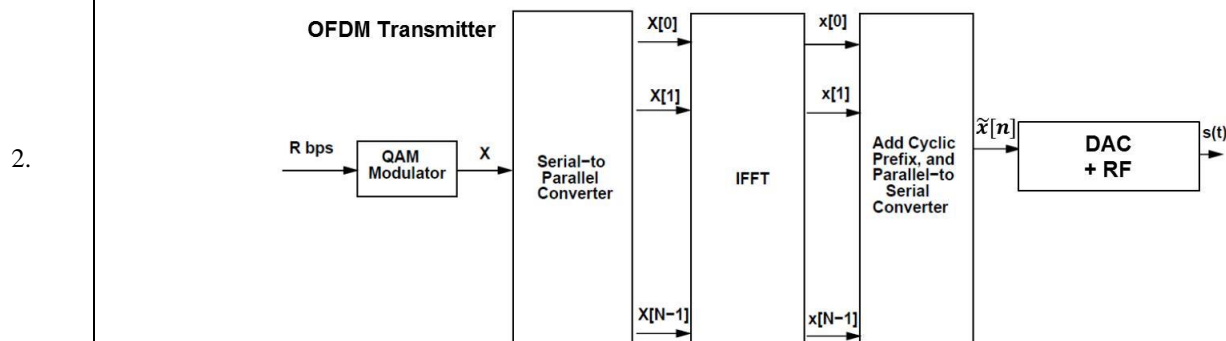 2.
OFDM Transmitter
R bps
QAM
Modulator
X
Serial-to
Parallel
Converter
X[0]
X[1]
X[N-1]
IFFT
x[0]
x[1]
x[N-1]
Add Cyclic
Prefix, and
Parallel-to
Serial
Converter
x̃[n]
DAC
+ RF
s(t)